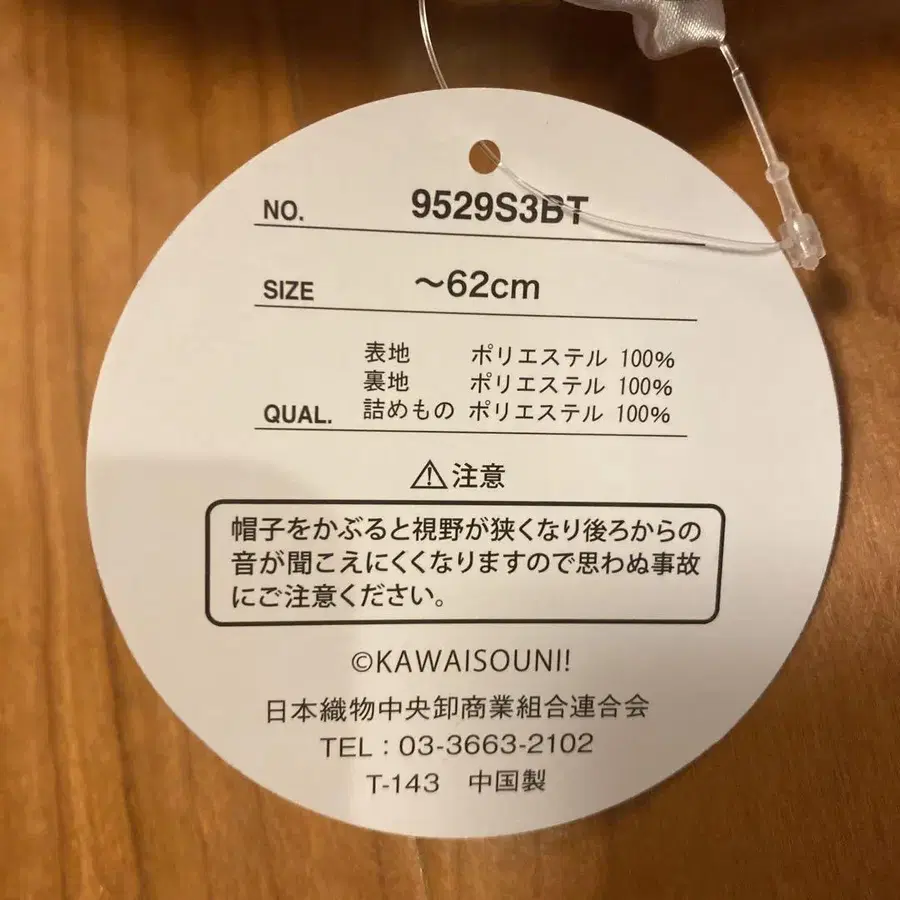 NO. 9529S3BT
SIZE ～62cm
表地 ポリエステル 100%
裏地 ポリエステル 100%
QUAL. 詰めもの ポリエステル 100%
⚠注意
帽子をかぶると視野が狭くなり後ろからの
音が聞こえにくくなりますので思わぬ事故
にご注意ください。
©KAWAISOUNI!
日本織物中央卸商業組合連合会
TEL：03-3663-2102
T-143 中国製